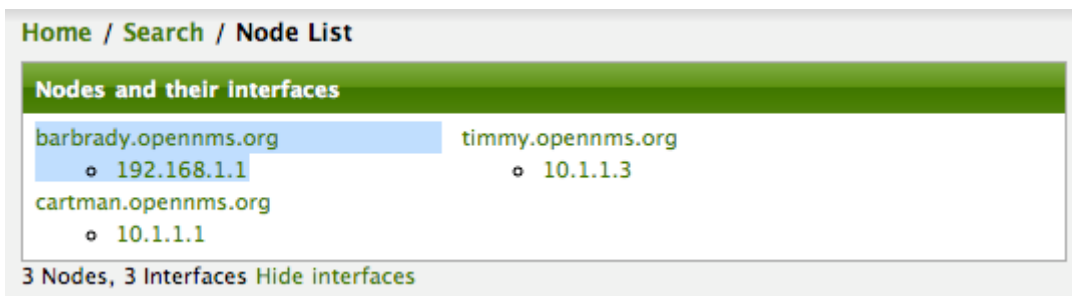 Home / Search / Node List
Nodes and their interfaces
barbrady.opennms.org
192.168.1.1
cartman.opennms.org
10.1.1.1
timmy.opennms.org
10.1.1.3
3 Nodes, 3 Interfaces Hide interfaces